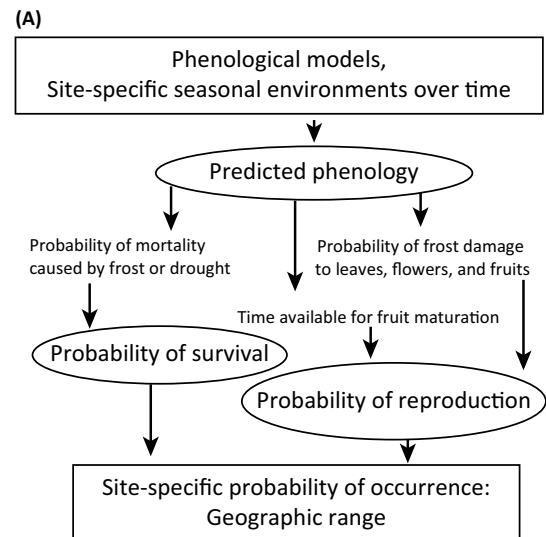 (A)
Phenological models,
Site-specific seasonal environments over time
Predicted phenology
Probability of mortality
caused by frost or drought
Probability of frost damage
to leaves, flowers, and fruits
Time available for fruit maturation
Probability of survival
Probability of reproduction
Site-specific probability of occurrence:
Geographic range